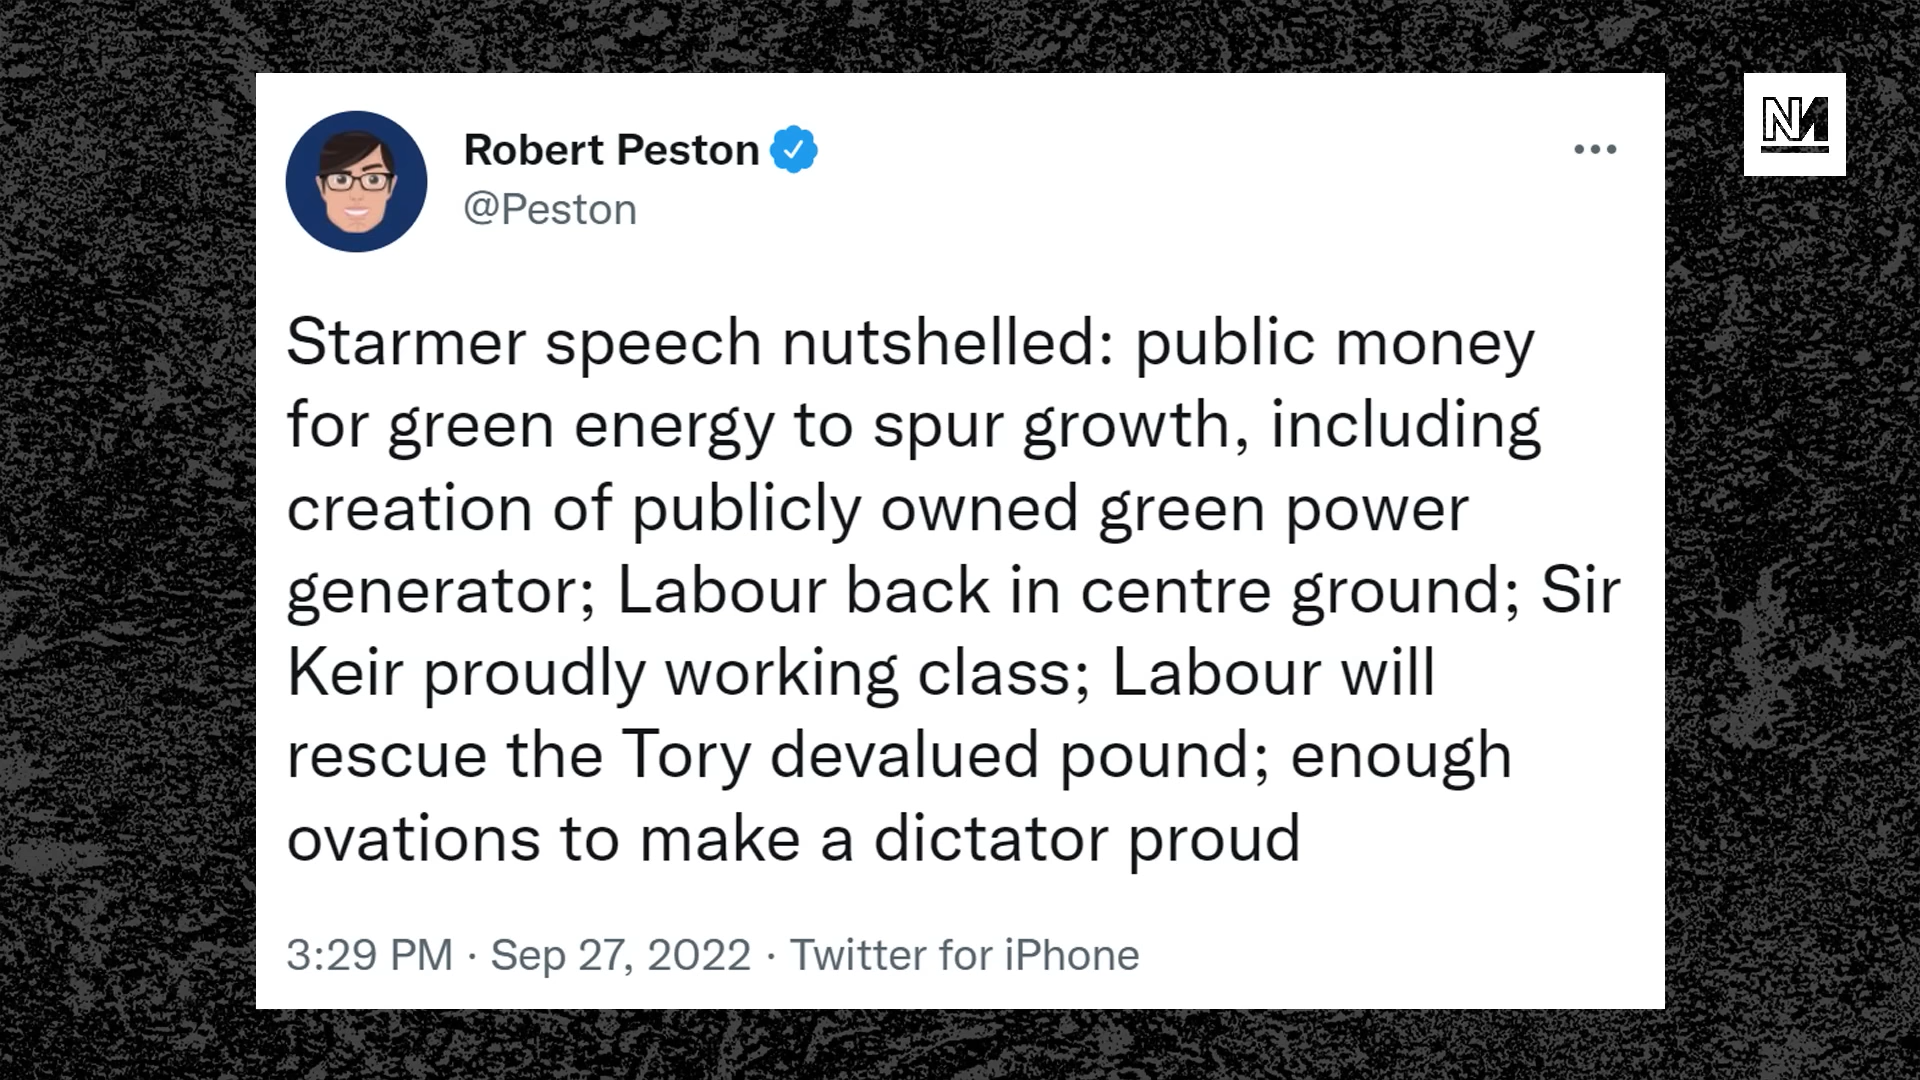 Robert Peston
@Peston
NM
Starmer speech nutshelled: public money
for green energy to spur growth, including
creation of publicly owned green power
generator; Labour back in centre ground; Sir
Keir proudly working class; Labour will
rescue the Tory devalued pound; enough
ovations to make a dictator proud
3:29 PM · Sep 27, 2022 · Twitter for iPhone